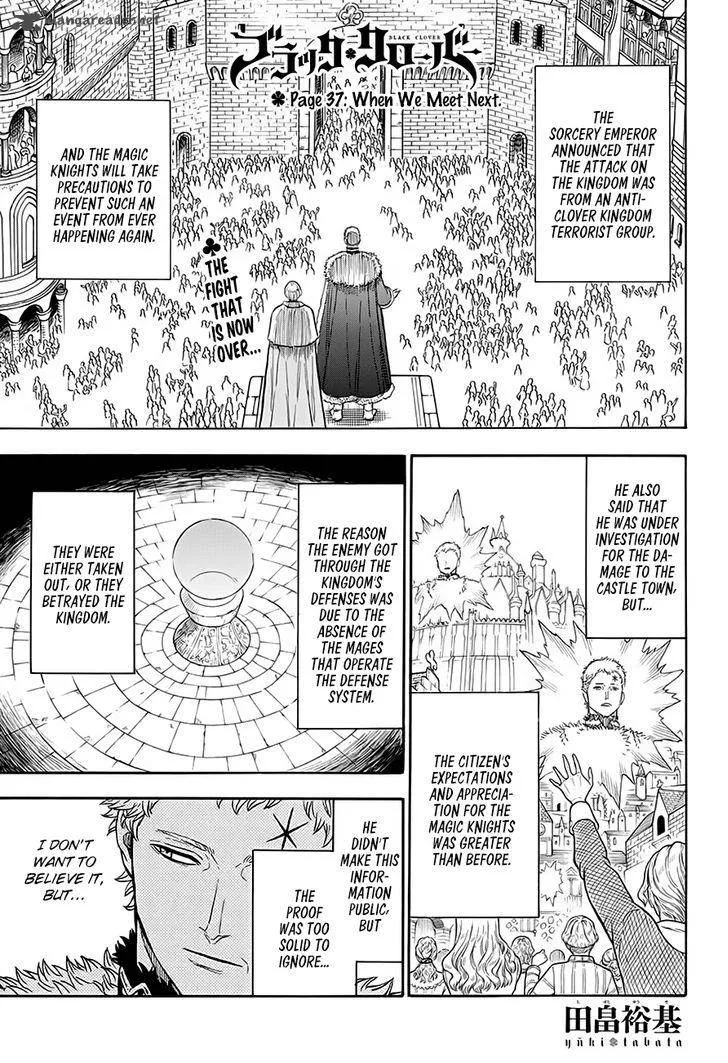 mangareader.net
BLACK CLOVER
ブラッククローバー
Page 37: When We Meet Next.
THE
SORCERY EMPEROR
ANNOUNCED THAT
THE ATTACK ON
THE KINGDOM WAS
FROM AN ANTI-
CLOVER KINGDOM
TERRORIST GROUP.
AND THE MAGIC
KNIGHTS WILL TAKE
PRECAUTIONS TO
PREVENT SUCH AN
EVENT FROM EVER
HAPPENING AGAIN.
THE
FIGHT
THAT
IS NOW
OVER...
HE ALSO
SAID THAT
HE WAS UNDER
INVESTIGATION
FOR THE DA-
MAGE TO THE
CASTLE TOWN,
BUT...
THE CITIZEN'S
EXPECTATIONS
AND APPRECIA-
TION FOR THE
MAGIC KNIGHTS
WAS GREATER
THAN BEFORE.
THE REASON
THE ENEMY GOT
THROUGH THE
KINGDOM'S
DEFENSES WAS
DUE TO THE
ABSENCE OF
THE MAGES
THAT OPERATE
THE DEFENSE
SYSTEM.
THEY WERE
EITHER TAKEN
OUT, OR THEY
BETRAYED THE
KINGDOM.
HE
DIDN'T
MAKE THIS
INFOR-
MATION
PUBLIC,
BUT
THE
PROOF
WAS TOO
SOLID TO
IGNORE...
I DON'T
WANT TO
BELIEVE IT,
BUT...
田畠裕基
yūki tabata